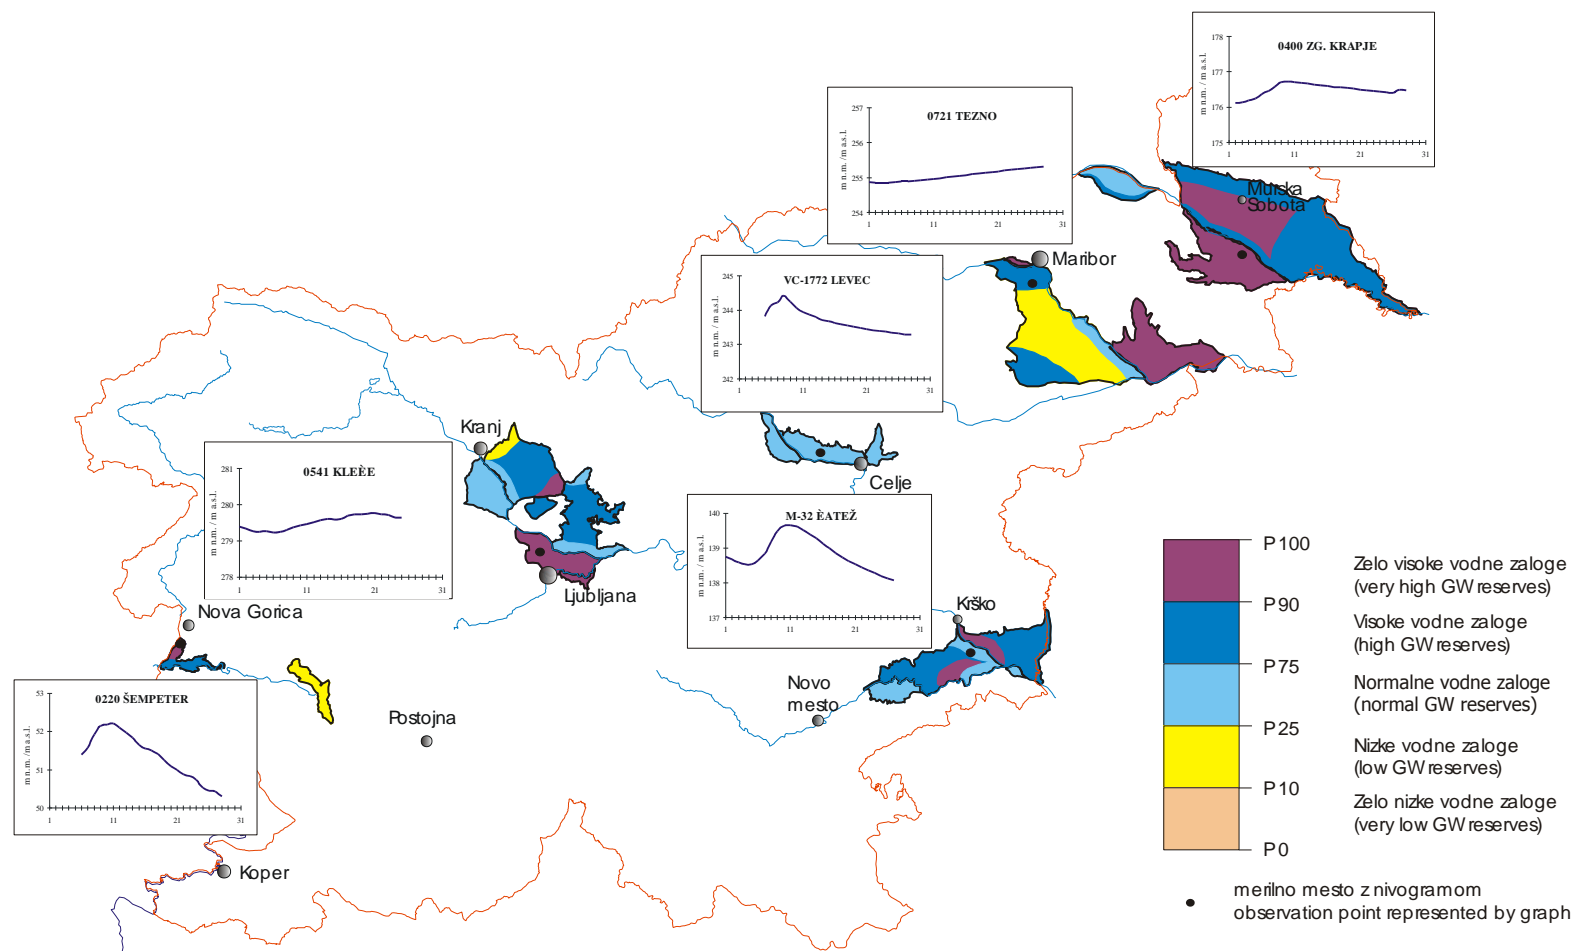 0400 ZG. KRAPJE
m n.m. / m a.s.l.
178
177
176
175
1
11
21
31
0721 TEZNO
m n.m. /m a.s.l.
257
256
255
254
1
11
21
31
Murska
Sobota
Maribor
VC-1772 LEVEC
m n.m. / m a.s.l.
245
244
243
242
1
11
21
31
Kranj
Celje
0541 KLEÈE
m n.m. / m a.s.l.
281
280
279
278
1
11
21
31
M-32 ÈATEŽ
m n.m. / m a.s.l.
140
139
138
137
1
11
21
31
Ljubljana
Nova Gorica
Krško
Novo
mesto
Postojna
0220 ŠEMPETER
m n.m. /m a.s.l.
53
52
51
50
1
11
21
31
Koper
P100
Zelo visoke vodne zaloge
(very high GW reserves)
P90
Visoke vodne zaloge
(high GW reserves)
P75
Normalne vodne zaloge
(normal GW reserves)
P25
Nizke vodne zaloge
(low GW reserves)
P10
Zelo nizke vodne zaloge
(very low GW reserves)
P0
merilno mesto z nivogramom
observation point represented by graph